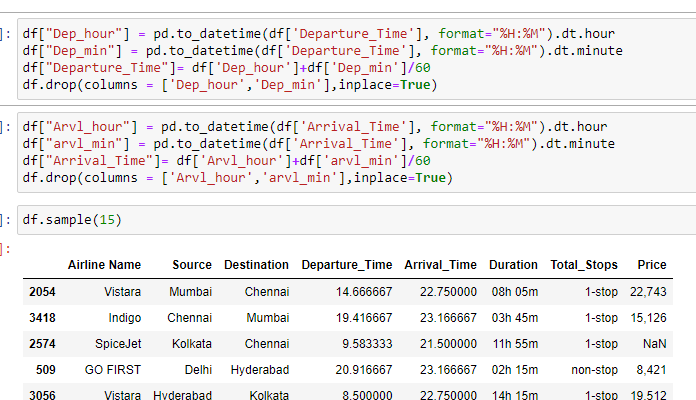 ]: df["Dep_hour"] = pd.to_datetime(df['Departure_Time'], format="%H:%M").dt.hour
df["Dep_min"] = pd.to_datetime(df['Departure_Time'], format="%H:%M").dt.minute
df["Departure_Time"]= df['Dep_hour']+df['Dep_min']/60
df.drop(columns = ['Dep_hour','Dep_min'],inplace=True)
]: df["Arvl_hour"] = pd.to_datetime(df['Arrival_Time'], format="%H:%M").dt.hour
df["arvl_min"] = pd.to_datetime(df['Arrival_Time'], format="%H:%M").dt.minute
df["Arrival_Time"]= df['Arvl_hour']+df['arvl_min']/60
df.drop(columns = ['Arvl_hour','arvl_min'],inplace=True)
]: df.sample(15)
]:
Airline Name Source Destination Departure_Time Arrival_Time Duration Total_Stops Price
2054 Vistara Mumbai Chennai 14.666667 22.750000 08h 05m 1-stop 22,743
3418 Indigo Chennai Mumbai 19.416667 23.166667 03h 45m 1-stop 15,126
2574 SpiceJet Kolkata Chennai 9.583333 21.500000 11h 55m 1-stop NaN
509 GO FIRST Delhi Hyderabad 20.916667 23.166667 02h 15m non-stop 8,421
3056 Vistara Hyderabad Kolkata 8.500000 22.750000 14h 15m 1-stop 19,512